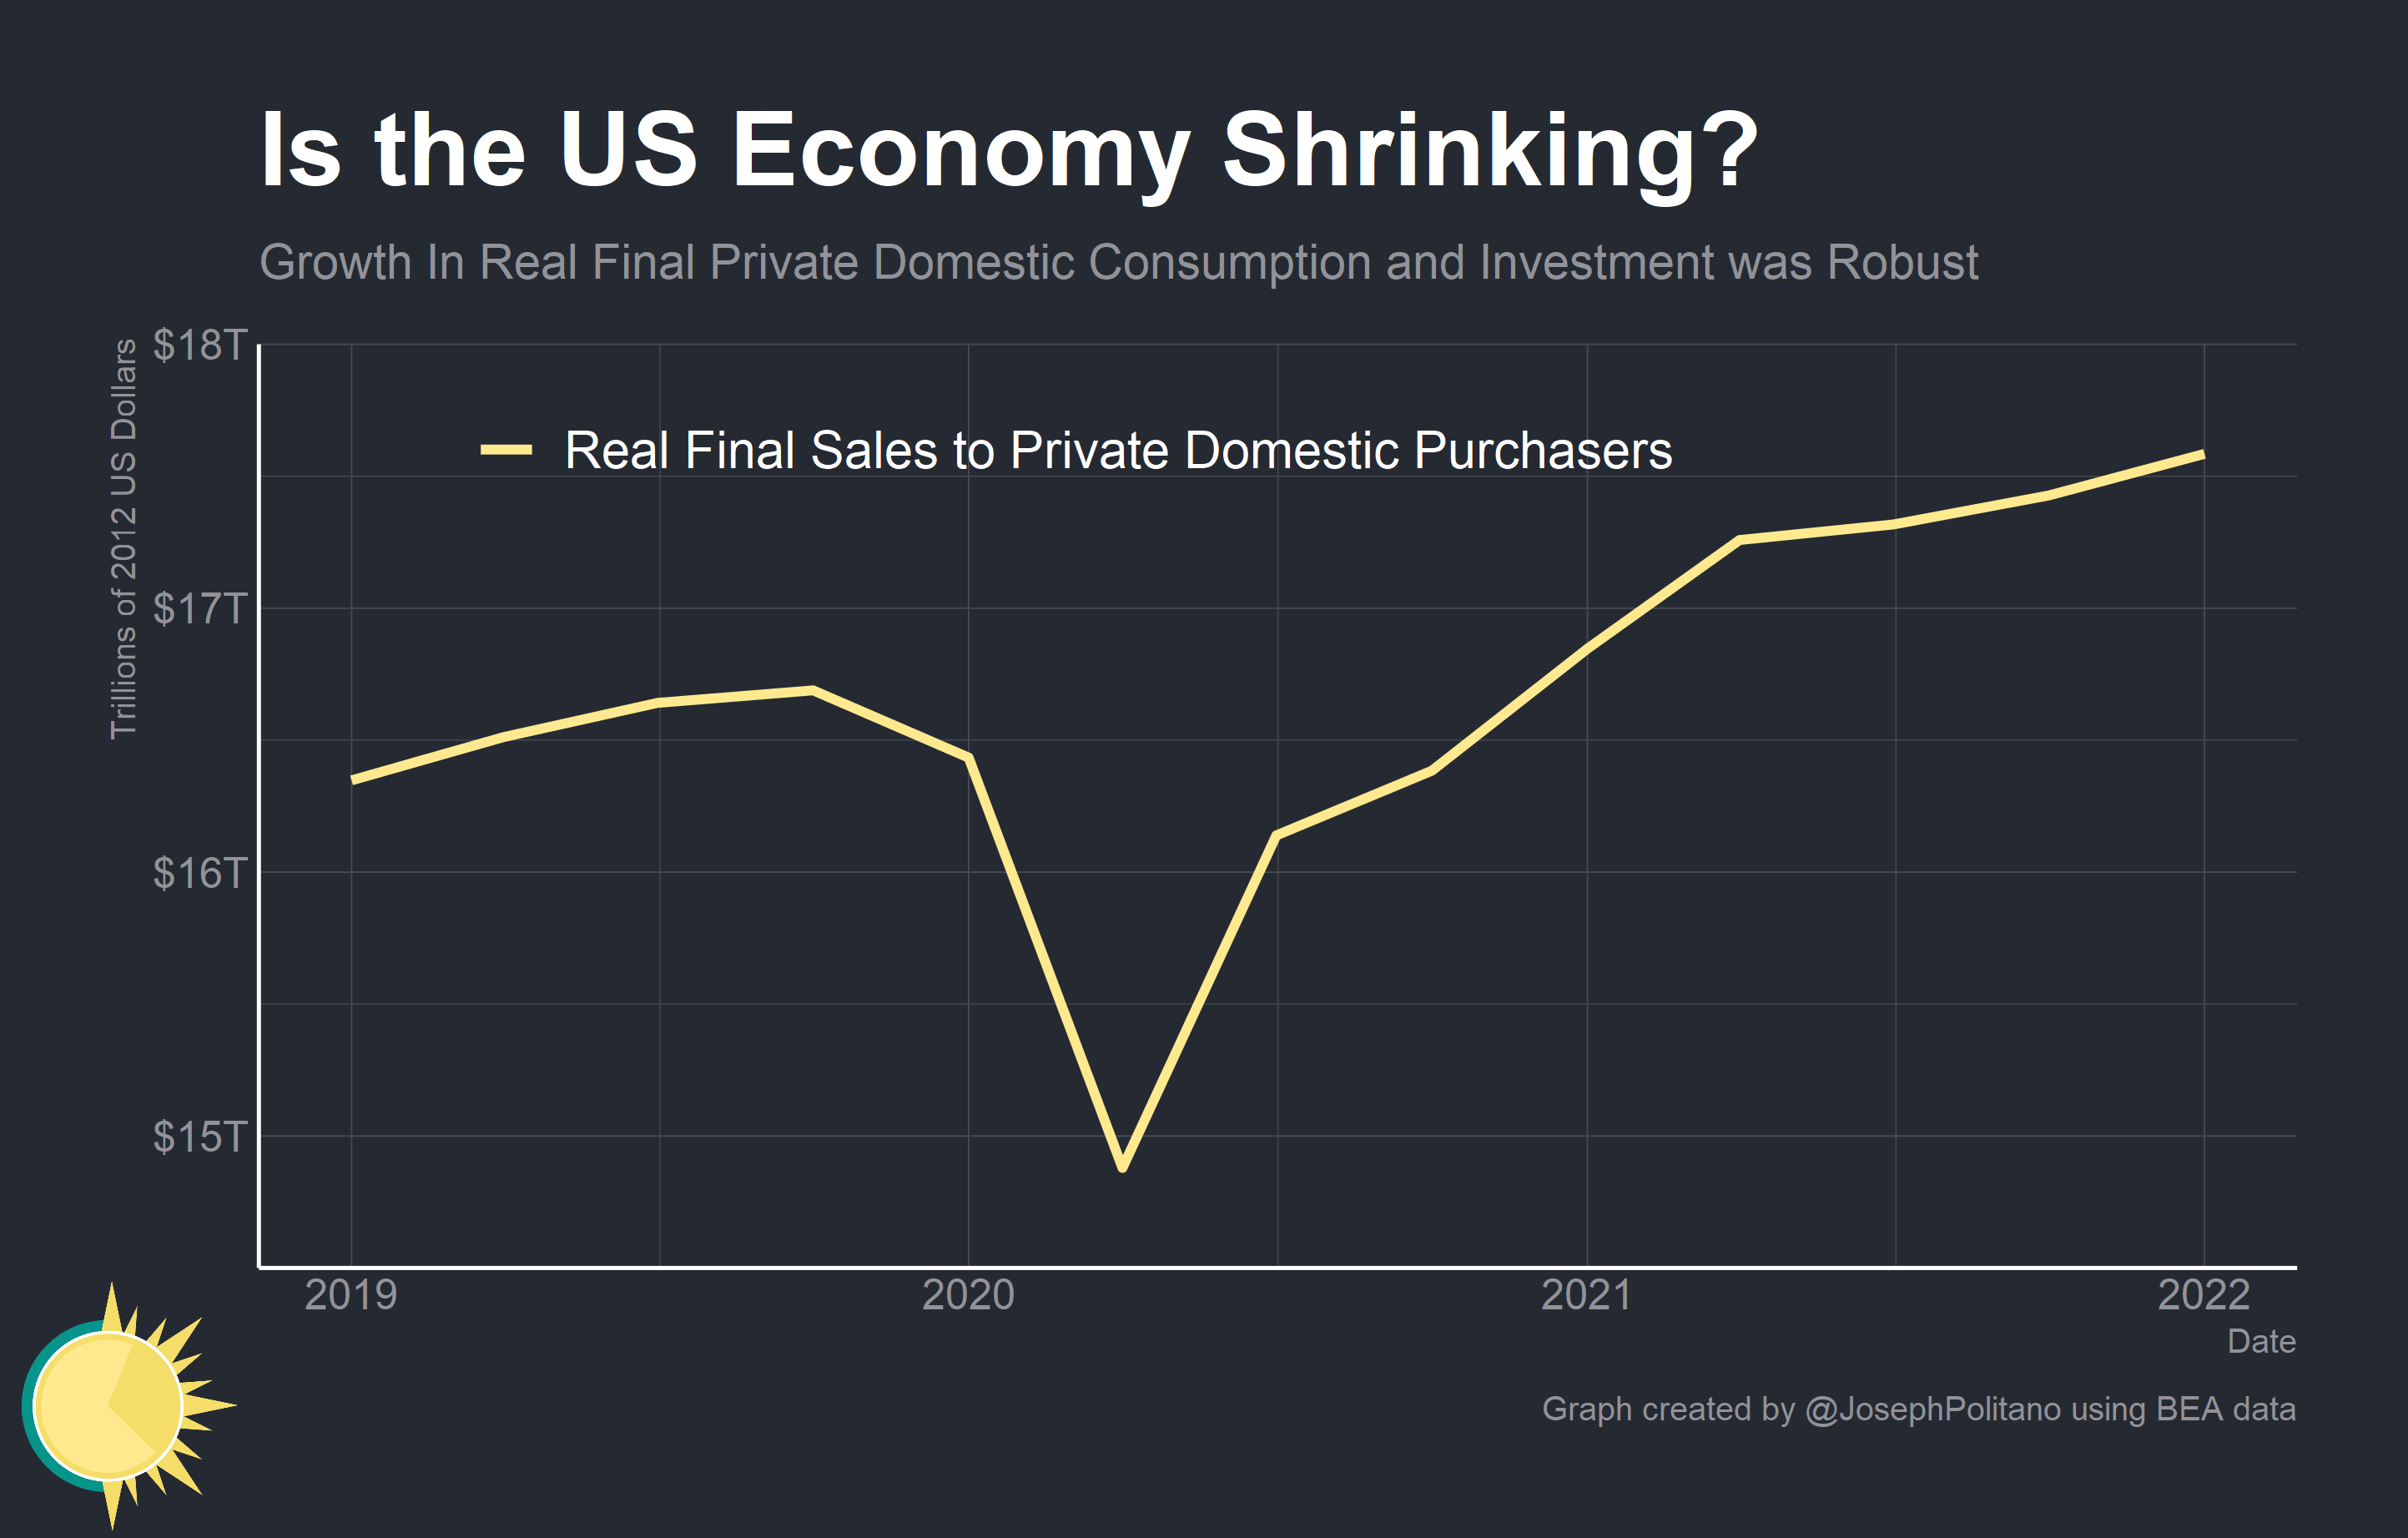 Is the US Economy Shrinking?
Growth In Real Final Private Domestic Consumption and Investment was Robust
Trillions of 2012 US Dollars
$18T
Real Final Sales to Private Domestic Purchasers
$17T
$16T
$15T
2019
2020
2021
2022
Date
Graph created by @JosephPolitano using BEA data